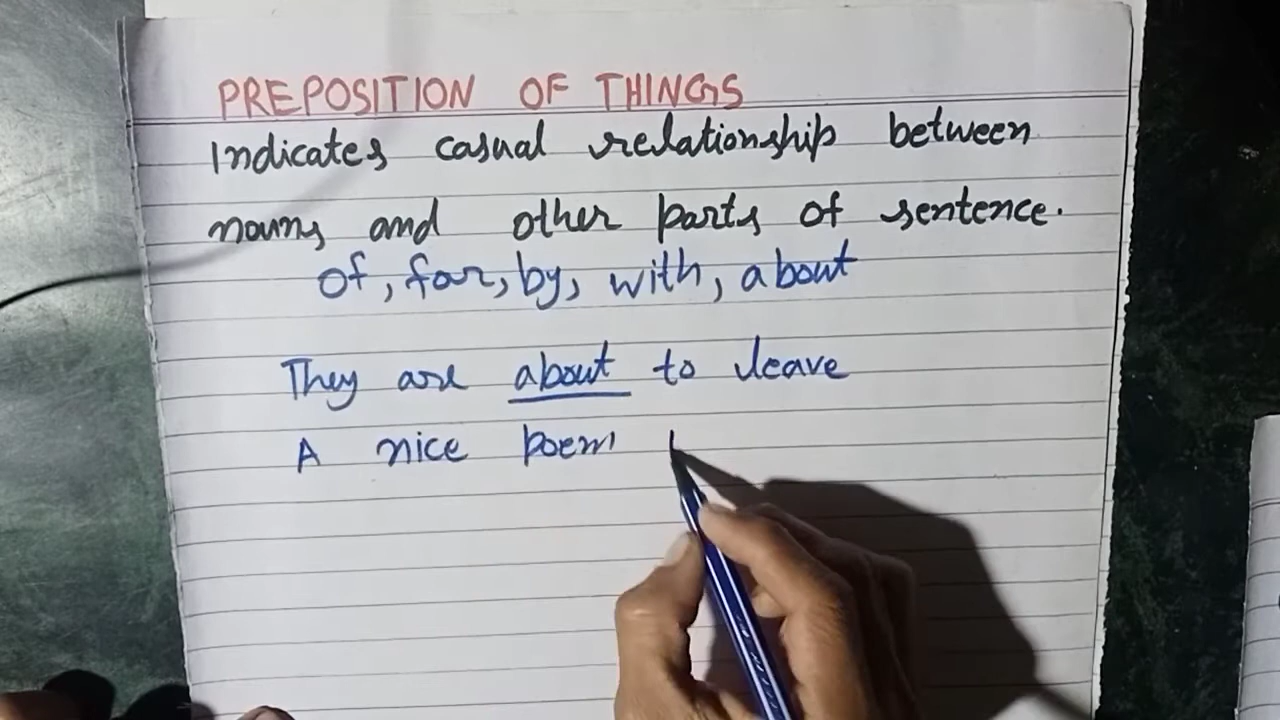 PREPOSITION OF THINGS
Indicates casual relationship between
nouns and other parts of sentence.
Of, for, by, with, about
They are about to leave
A nice poem